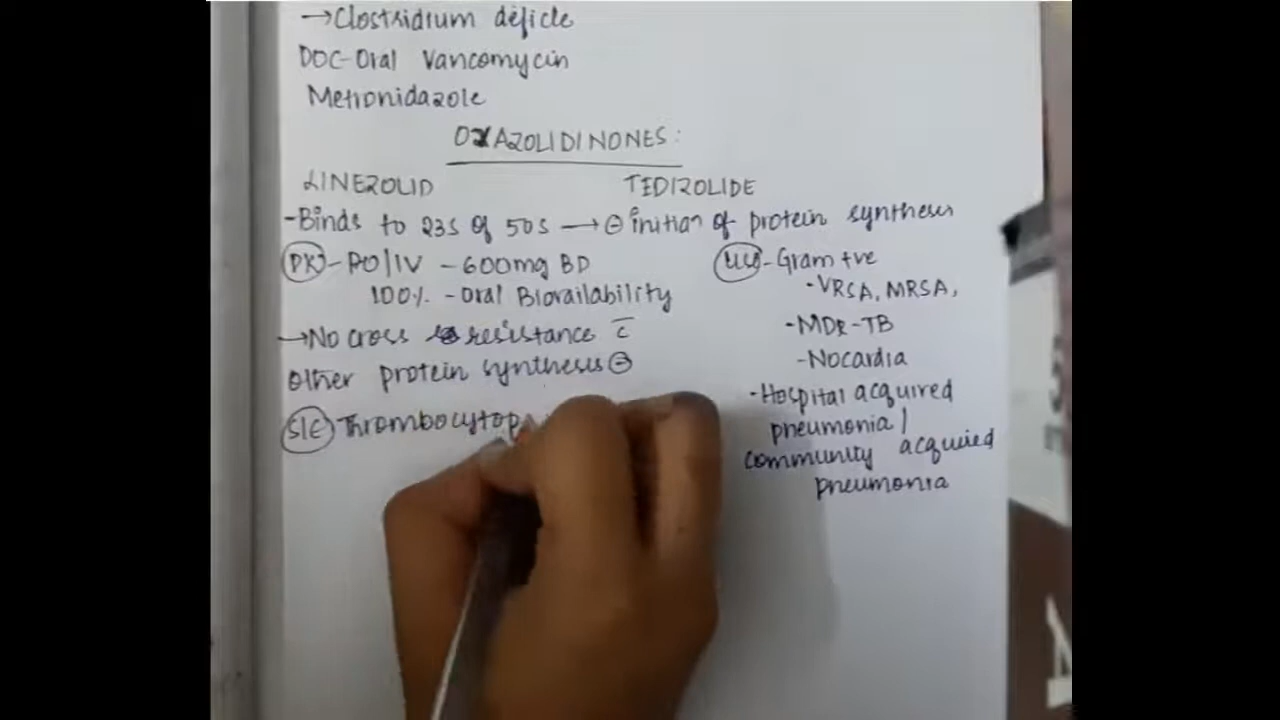 →Clostridium deficle
DOC-Oral Vancomycin
Metronidazole
OXAZOLIDINONES:
LINEZOLID TEDIZOLIDE
-Binds to 23S of 50S → ⊖ inition of protein synthesis
PK -PO/IV - 600mg BD
100% -Oral Bioavailability
→No cross resistance c̄
Other protein synthesis ⊖
S/E Thrombocytop
-Gram +ve
-VRSA, MRSA,
-MDR-TB
-Nocardia
-Hospital acquired
pneumonia /
community acquired
pneumonia